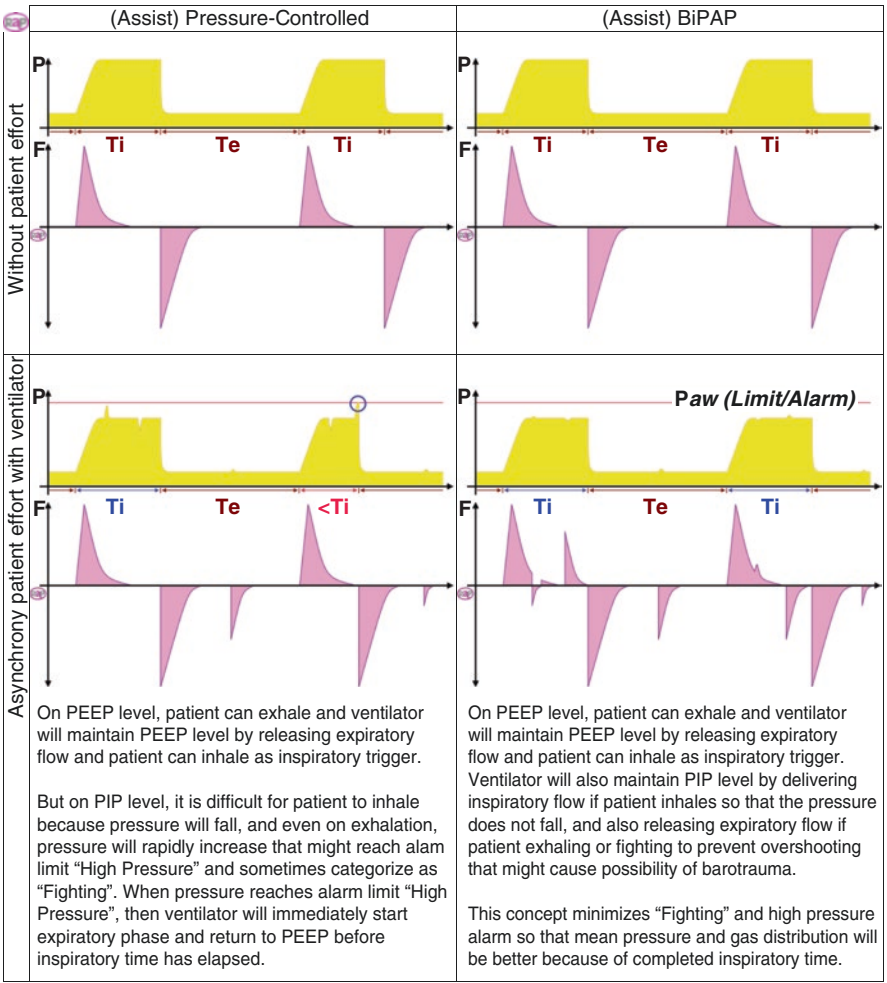 (Assist) Pressure-Controlled
(Assist) BiPAP
Without patient effort
P
Ti
Te
Ti
F
P
Ti
Te
Ti
F
Asynchrony patient effort with ventilator
P
Ti
Te
<Ti
F
P
Paw (Limit/Alarm)
Ti
Te
Ti
F
On PEEP level, patient can exhale and ventilator
will maintain PEEP level by releasing expiratory
flow and patient can inhale as inspiratory trigger.
But on PIP level, it is difficult for patient to inhale
because pressure will fall, and even on exhalation,
pressure will rapidly increase that might reach alam
limit “High Pressure” and sometimes categorize as
“Fighting”. When pressure reaches alarm limit “High
Pressure”, then ventilator will immediately start
expiratory phase and return to PEEP before
inspiratory time has elapsed.
On PEEP level, patient can exhale and ventilator
will maintain PEEP level by releasing expiratory
flow and patient can inhale as inspiratory trigger.
Ventilator will also maintain PIP level by delivering
inspiratory flow if patient inhales so that the pressure
does not fall, and also releasing expiratory flow if
patient exhaling or fighting to prevent overshooting
that might cause possibility of barotrauma.
This concept minimizes “Fighting” and high pressure
alarm so that mean pressure and gas distribution will
be better because of completed inspiratory time.